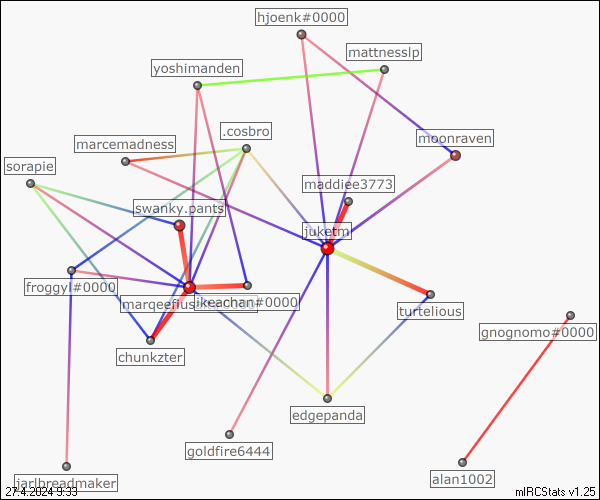 hjoenk#0000
mattnesslp
yoshimanden
.cosbro
marcemadness
moonraven
sorapie
maddiee3773
swanky.pants
juketm
froggyl#0000
ikeachan#0000
turtelious
gnognomo#0000
chunkzter
edgepanda
goldfire6444
alan1002
jarlbreadmaker
27.4.2024 9:33
mIRCStats v1.25